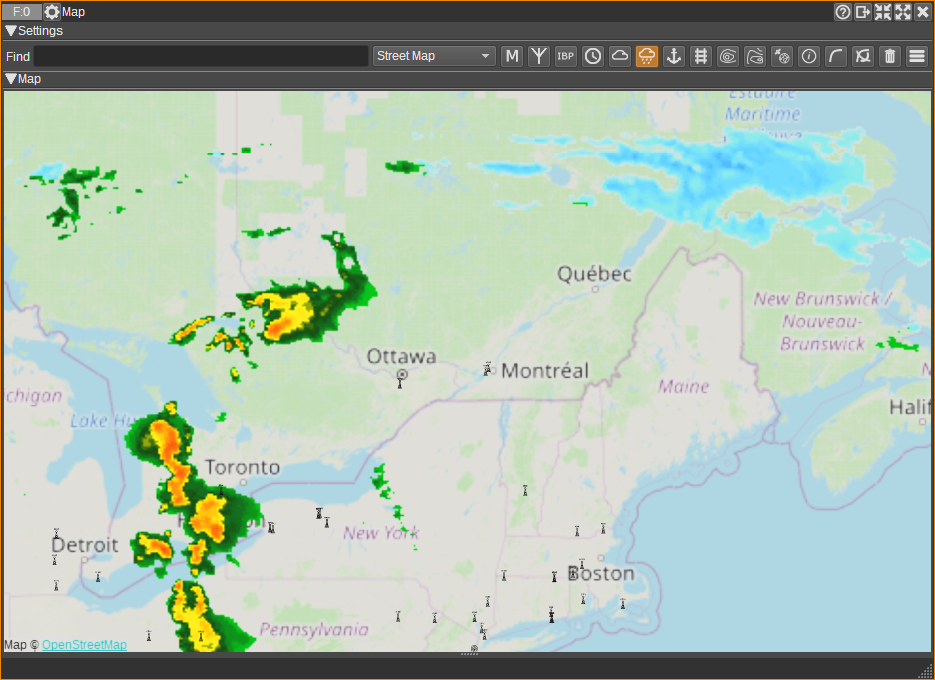 F:0 Map
Settings
Find Street Map M IBP
Map
Estuaire
Maritime
Québec
New Brunswick /
Nouveau-
Brunswick
Ottawa
Montréal
Maine
chigan
Halif
Lake Hu
Toronto
New York
Detroit
Boston
Pennsylvania
Map © OpenStreetMap